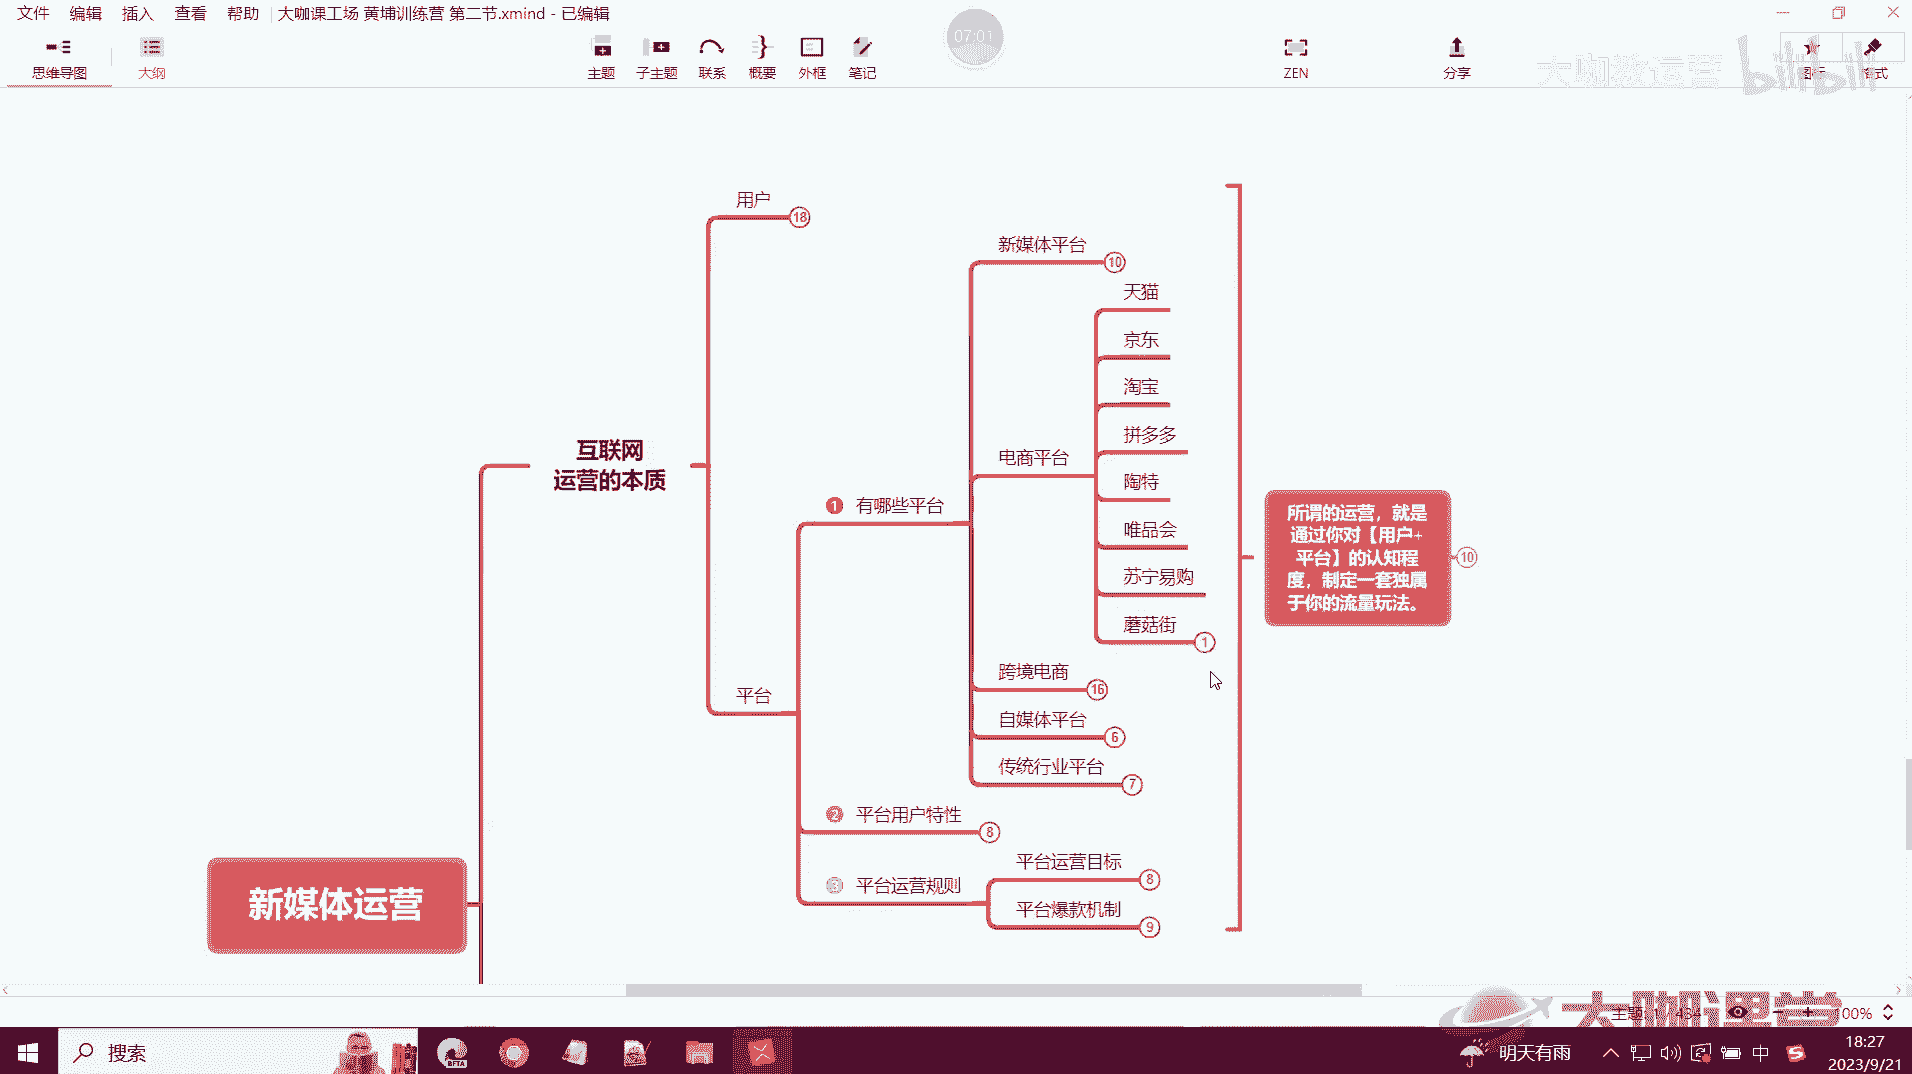 文件 编辑 插入 查看 帮助 大咖课工场 黄埔训练营 第二节.xmind - 已编辑
07:01
思维导图 大纲 主题 子主题 联系 概要 外框 笔记 ZEN 分享
大咖教运营 bilibili
用户 18
新媒体平台 10
天猫
京东
淘宝
拼多多
电商平台
陶特
唯品会
苏宁易购
蘑菇街 1
互联网
运营的本质
1 有哪些平台
所谓的运营，就是
通过你对【用户+
平台】的认知程
度，制定一套独属
于你的流量玩法。
10
跨境电商 16
平台
自媒体平台 6
传统行业平台 7
2 平台用户特性 8
平台运营目标 8
3 平台运营规则
平台爆款机制 9
新媒体运营
大咖课堂
100%
搜索
明天有雨
中
18:27
2023/9/21